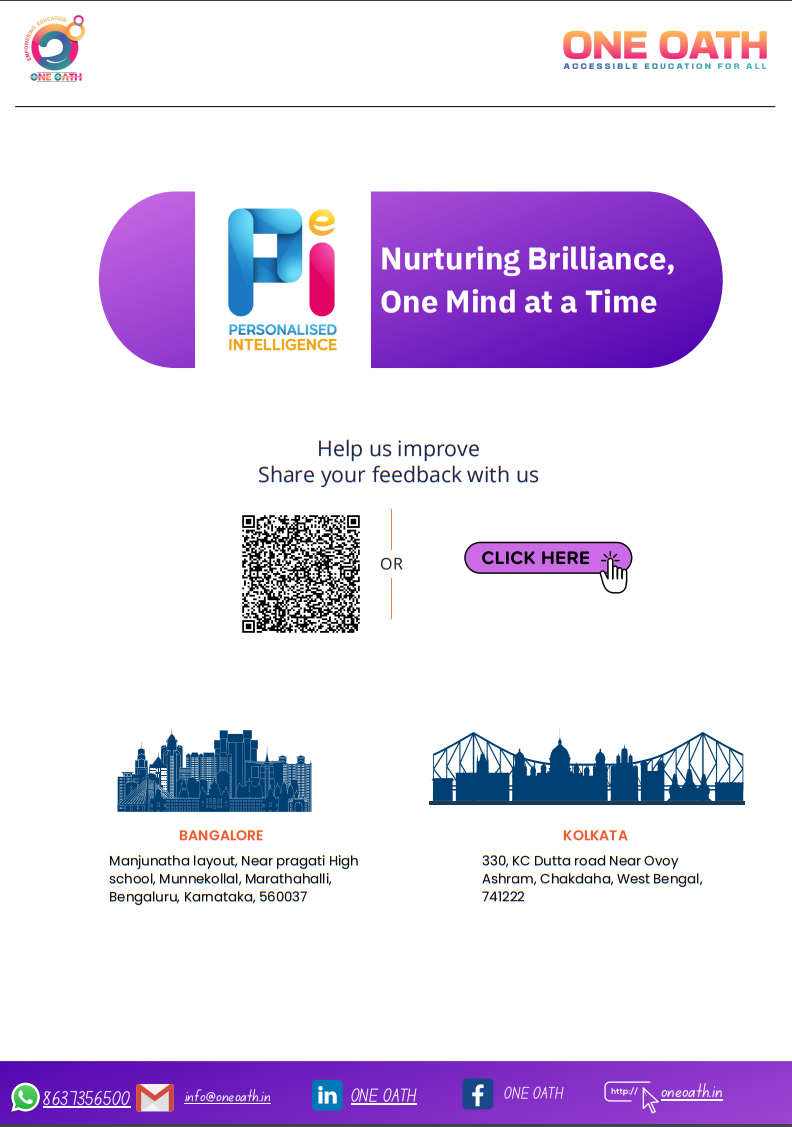 EMPOWERING EDUCATION
ONE OATH
ONE OATH
ACCESSIBLE EDUCATION FOR ALL
Pie
PERSONALISED
INTELLIGENCE
Nurturing Brilliance,
One Mind at a Time
Help us improve
Share your feedback with us
OR
CLICK HERE
BANGALORE
Manjunatha layout, Near pragati High
school, Munnekollal, Marathahalli,
Bengaluru, Karnataka, 560037
KOLKATA
330, KC Dutta road Near Ovoy
Ashram, Chakdaha, West Bengal,
741222
8637356500
info@oneoath.in
in
ONE OATH
f
ONE OATH
http://
oneoath.in